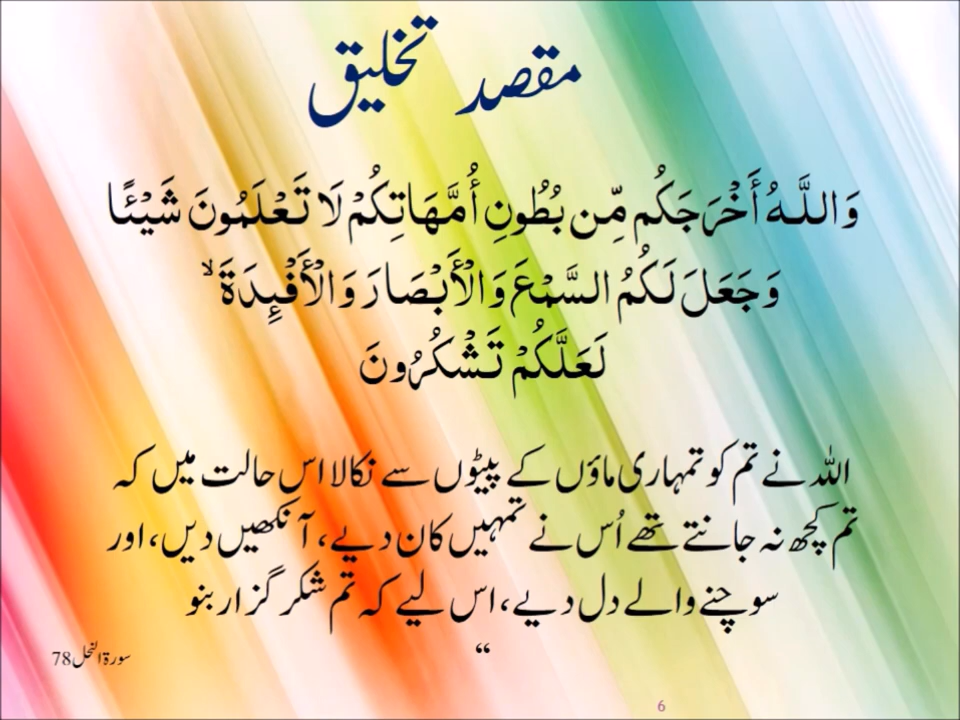 مقصد تخلیق
وَاللَّـهُ أَخْرَجَكُم مِّن بُطُونِ أُمَّهَاتِكُمْ لَا تَعْلَمُونَ شَيْئًا
وَجَعَلَ لَكُمُ السَّمْعَ وَالْأَبْصَارَ وَالْأَفْئِدَةَ ۙ
لَعَلَّكُمْ تَشْكُرُونَ
اللہ نے تم کو تمہاری ماؤں کے پیٹوں سے نکالا اس حالت میں کہ
تم کچھ نہ جانتے تھے اُس نے تمہیں کان دیے، آنکھیں دیں، اور
سوچنے والے دل دیے، اس لیے کہ تم شکر گزار بنو
“
سورۃ النحل 78
6